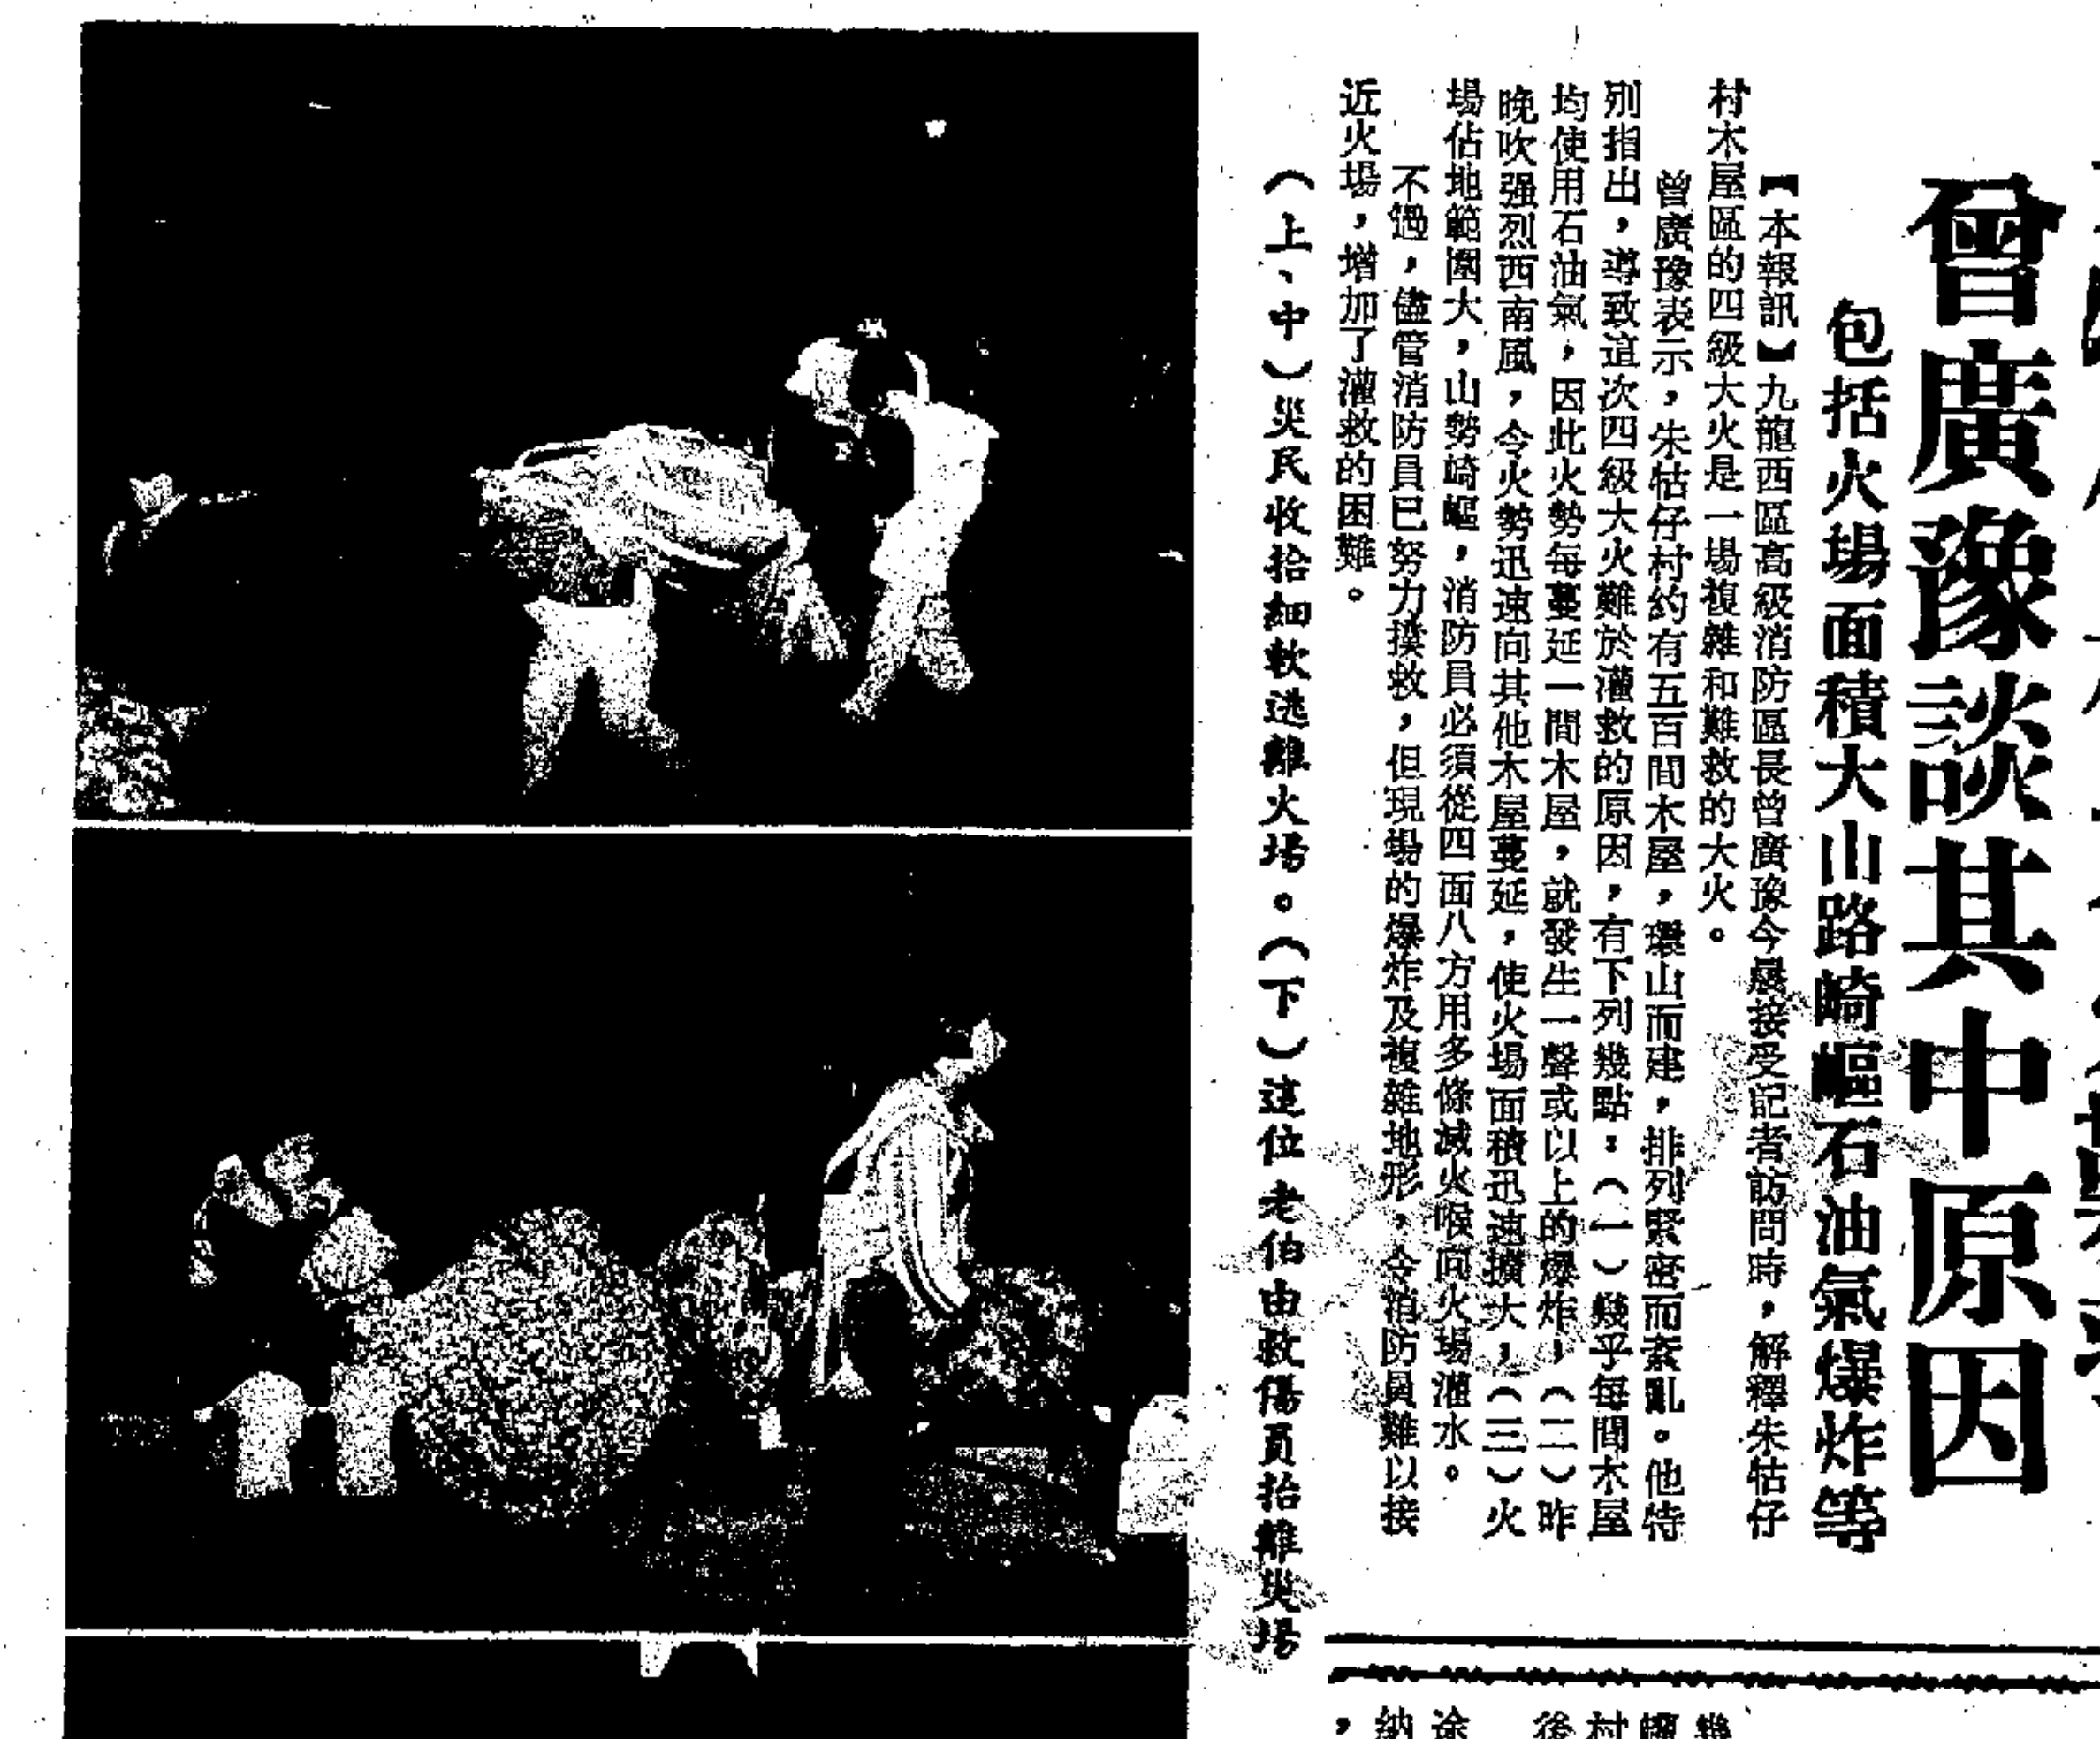 曾廣豫談其中原因
包括火場面積大山路崎嶇石油氣爆炸等
【本報訊】九龍西區高級消防區長曾廣豫今晨接受記者訪問時，解釋朱牯仔
村木屋區的四級大火是一場複雜和難救的大火。
曾廣豫表示，朱牯仔村約有五百間木屋，環山而建，排列緊密而紊亂。他特
別指出，導致這次四級大火難於灌救的原因，有下列幾點：（一）幾乎每間木屋
均使用石油氣，因此火勢每蔓延一間木屋，就發生一聲或以上的爆炸，（二）昨
晚吹强烈西南風，令火勢迅速向其他木屋蔓延，使火場面積迅速擴大，（三）火
場佔地範圍大，山勢崎嶇，消防員必須從四面八方用多條滅火喉向火場灌水。
不過，儘管消防員已努力撲救，但現場的爆炸及複雜地形，令消防員難以接
近火場，增加了灌救的困難。
（上、中）災民收拾細軟逃離火場。（下）這位老伯由救傷員抬離災場
後村
途
納
，